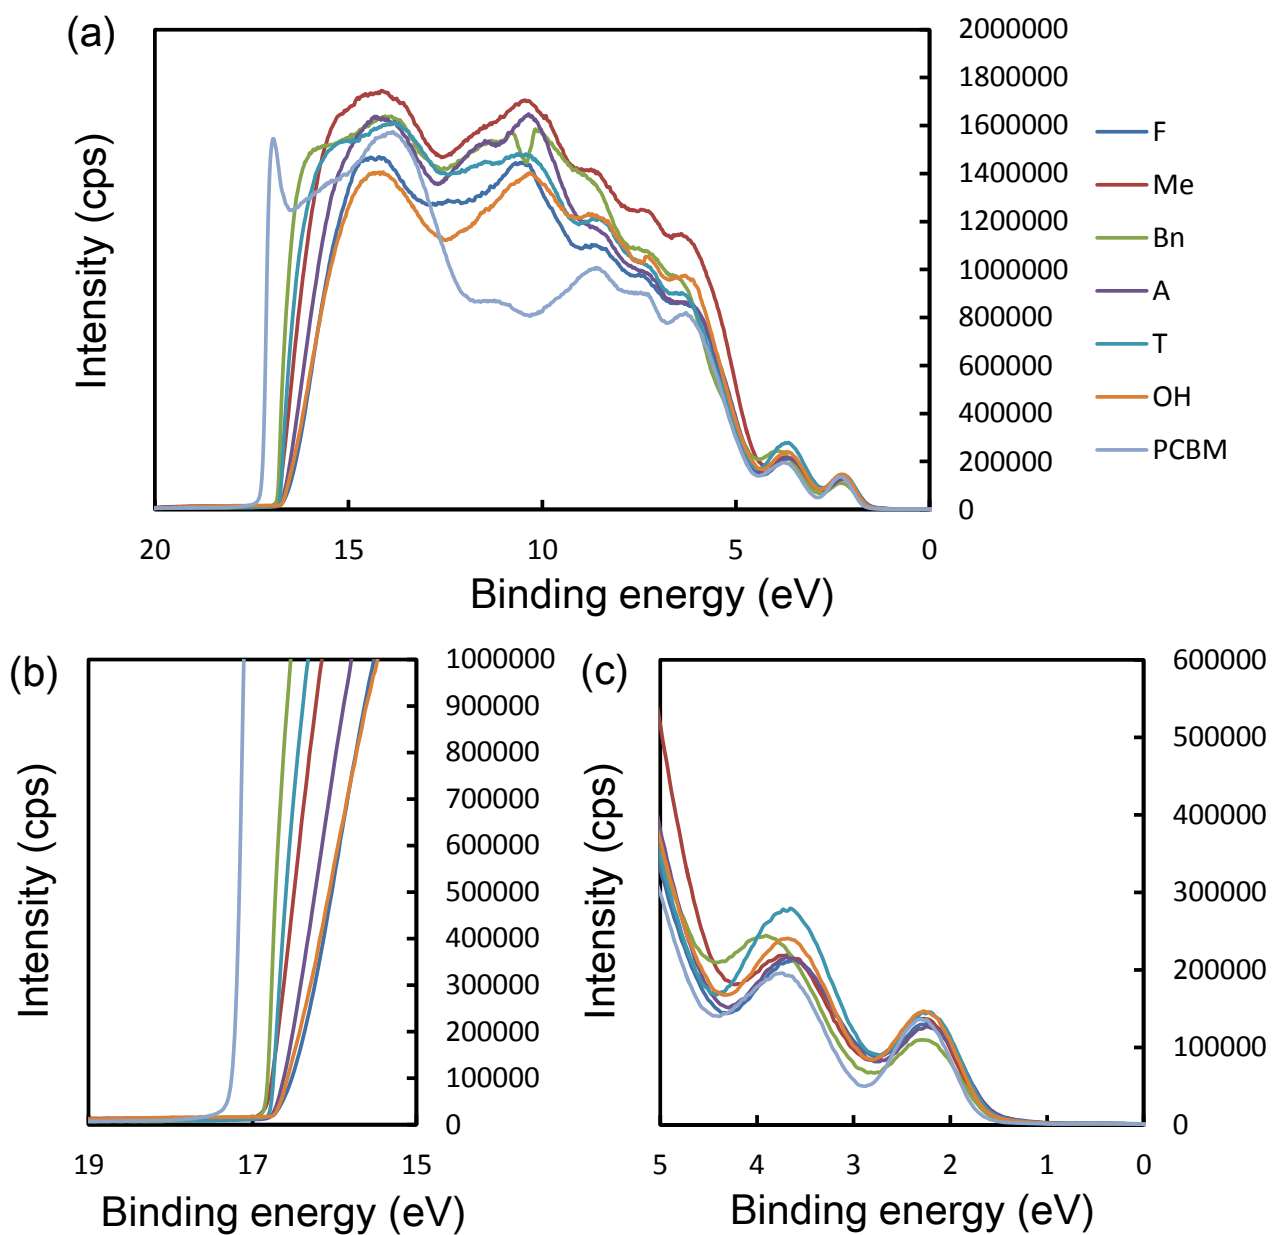 (a)
Intensity (cps)
2000000
1800000
1600000
1400000
1200000
1000000
800000
600000
400000
200000
0
20 15 10 5 0
Binding energy (eV)
F
Me
Bn
A
T
OH
PCBM
(b)
Intensity (cps)
1000000
900000
800000
700000
600000
500000
400000
300000
200000
100000
0
19 17 15
Binding energy (eV)
(c)
Intensity (cps)
600000
500000
400000
300000
200000
100000
0
5 4 3 2 1 0
Binding energy (eV)